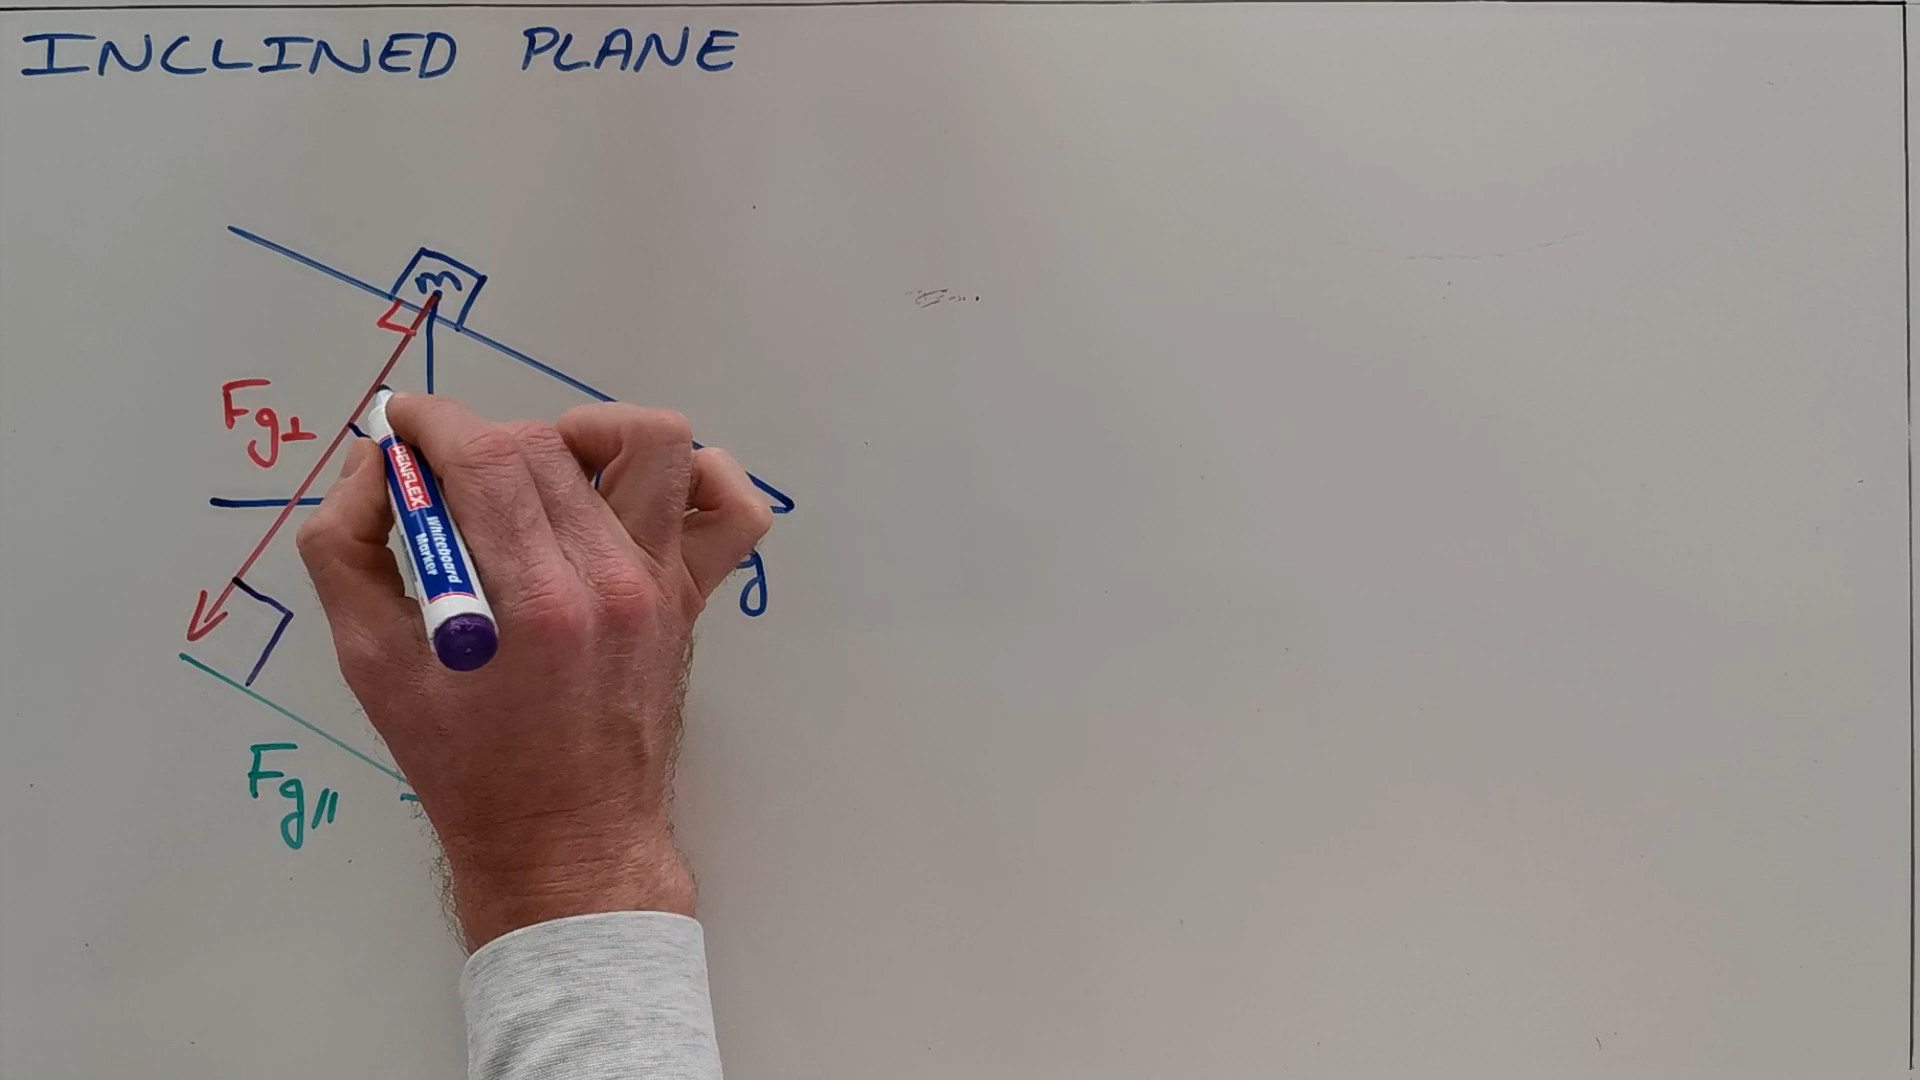 INCLINED PLANE
m
Fg⊥
PENFLEX
Whiteboard
Marker
g
Fg//